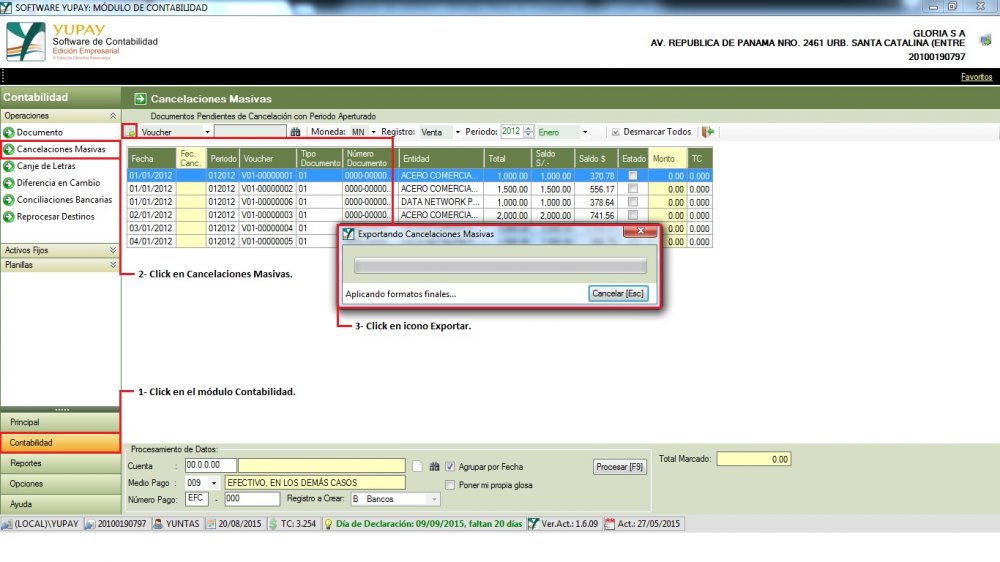 SOFTWARE YUPAY: MÓDULO DE CONTABILIDAD
YUPAY
Software de Contabilidad
Edición Empresarial
GLORIA S A
AV. REPUBLICA DE PANAMA NRO. 2461 URB. SANTA CATALINA (ENTRE
20100190797
Favoritos
Contabilidad
Cancelaciones Masivas
Operaciones
Documentos Pendientes de Cancelación con Periodo Aperturado
Documento
Voucher Moneda: MN Registro: Venta Periodo: 2012 Enero Desmarcar Todos
Cancelaciones Masivas
Canje de Letras
Diferencia en Cambio
Conciliaciones Bancarias
Reprocesar Destinos
Activos Fijos
Planillas
Fecha Fec. Canc. Periodo Voucher Tipo Documento Número Documento Entidad Total Saldo S/.- Saldo $ Estado Monto TC
01/01/2012 012012 V01-00000001 01 0000-00000... ACERO COMERCIA... 1,000.00 1,000.00 370.78 0.00 0.000
01/01/2012 012012 V01-00000002 01 0000-00000... ACERO COMERCIA... 1,500.00 1,500.00 556.17 0.00 0.000
01/01/2012 012012 V01-00000006 01 0000-00000... DATA NETWORK P... 1,000.00 1,000.00 378.64 0.00 0.000
02/01/2012 012012 V01-00000003 01 0000-00000... ACERO COMERCIA... 2,000.00 2,000.00 741.56 0.00 0.000
03/01/2012 012012 V01-00000004 01 0.00 0.000
04/01/2012 012012 V01-00000005 01 0.00 0.000
Exportando Cancelaciones Masivas
Aplicando formatos finales...
Cancelar [Esc]
2- Click en Cancelaciones Masivas.
3- Click en icono Exportar.
1- Click en el módulo Contabilidad.
Principal
Contabilidad
Reportes
Opciones
Ayuda
Procesamiento de Datos:
Cuenta : 00.0.0.00 Agrupar por Fecha Procesar [F9] Total Marcado: 0.00
Medio Pago : 009 EFECTIVO, EN LOS DEMÁS CASOS Poner mi propia glosa
Número Pago: EFC - 000 Registro a Crear: B Bancos
(LOCAL)\YUPAY 20100190797 YUNTAS 20/08/2015 TC: 3.254 Día de Declaración: 09/09/2015, faltan 20 días Ver.Act.: 1.6.09 Act.: 27/05/2015